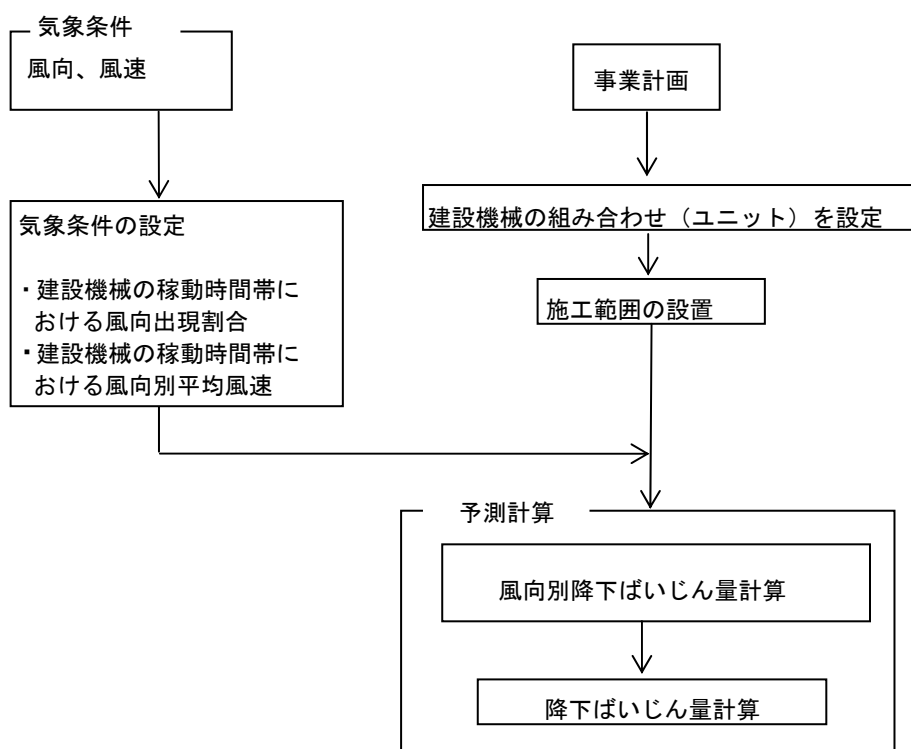 気象条件
風向、風速
事業計画
気象条件の設定
・建設機械の稼動時間帯に
おける風向出現割合
・建設機械の稼動時間帯に
おける風向別平均風速
建設機械の組み合わせ（ユニット）を設定
施工範囲の設置
予測計算
風向別降下ばいじん量計算
降下ばいじん量計算